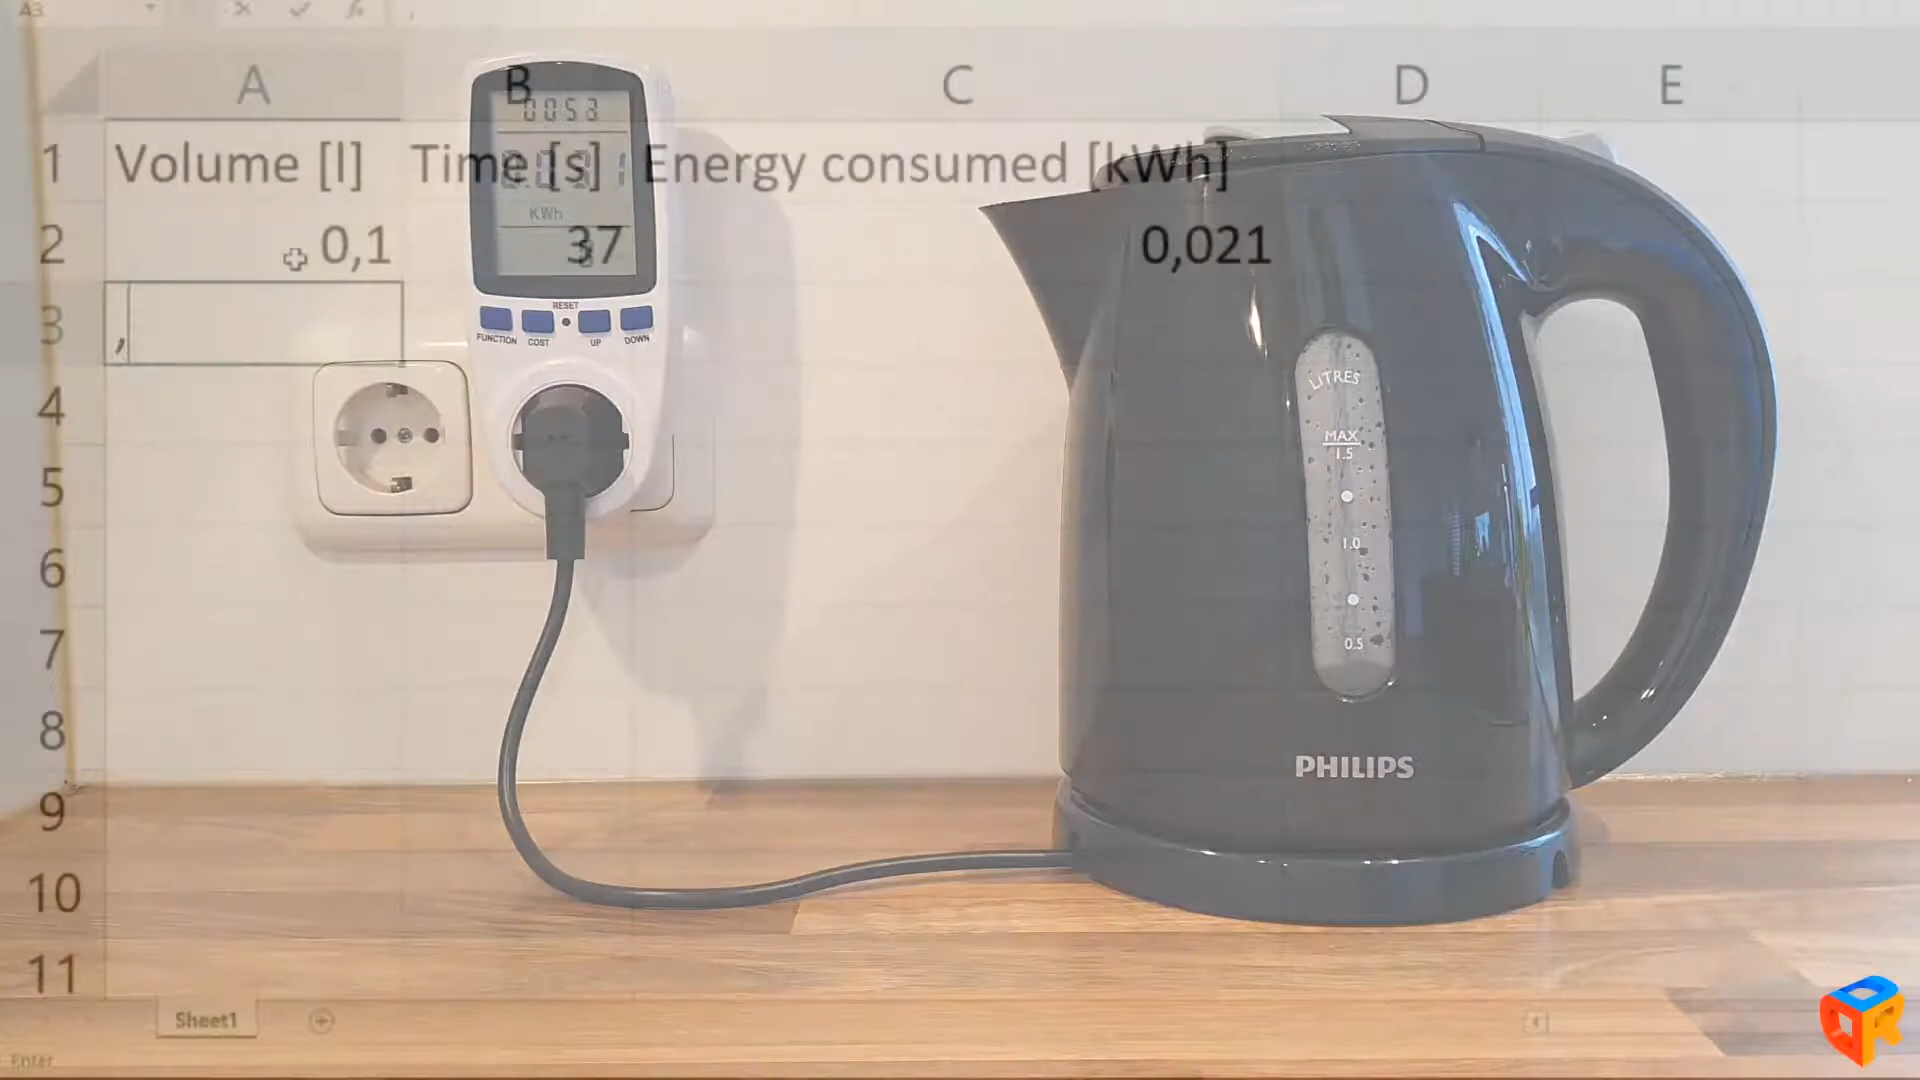 A3
A B C D E
0053
1 Volume [l] Time [s] Energy consumed [kWh]
KWh
2 0,1 37 0,021
3 ,
RESET
FUNCTION COST UP DOWN
LITRES
4
MAX
1.5
5
1.0
6
7
0.5
8
PHILIPS
9
10
11
Sheet1
Enter